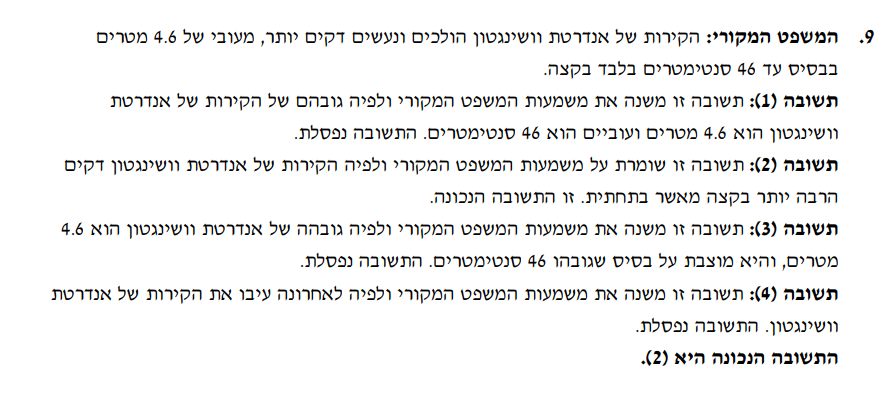 9. המשפט המקורי: הקירות של אנדרטת וושינגטון הולכים ונעשים דקים יותר, מעובי של 4.6 מטרים
בבסיס עד 46 סנטימטרים בלבד בקצה.
תשובה (1): תשובה זו משנה את משמעות המשפט המקורי ולפיה גובהם של הקירות של אנדרטת
וושינגטון הוא 4.6 מטרים ועוביים הוא 46 סנטימטרים. התשובה נפסלת.
תשובה (2): תשובה זו שומרת על משמעות המשפט המקורי ולפיה הקירות של אנדרטת וושינגטון דקים
הרבה יותר בקצה מאשר בתחתית. זו התשובה הנכונה.
תשובה (3): תשובה זו משנה את משמעות המשפט המקורי ולפיה גובהה של אנדרטת וושינגטון הוא 4.6
מטרים, והיא מוצבת על בסיס שגובהו 46 סנטימטרים. התשובה נפסלת.
תשובה (4): תשובה זו משנה את משמעות המשפט המקורי ולפיה לאחרונה עיבו את הקירות של אנדרטת
וושינגטון. התשובה נפסלת.
התשובה הנכונה היא (2).